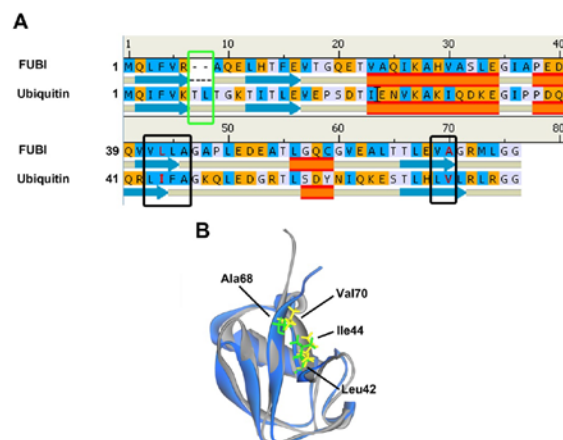 A
1 10 20 30 40
FUBI 1 MQLFVR--AQELHTFEVTGQETVAQIKAHVASLEGIAPED
Ubiquitin 1 MQIFVKTLTGKTITLEVEPSDTIENVKAKIQDKEGIPPDQ
50 60 70 80
FUBI 39 QVVLLAGAPLEDEATLGQCGVEALTTLEVAGRMLGG
Ubiquitin 41 QRLIFAGKQLEDGRTLSDYNIQKESTLHLVLRLRGG
B
Ala68
Val70
Ile44
Leu42